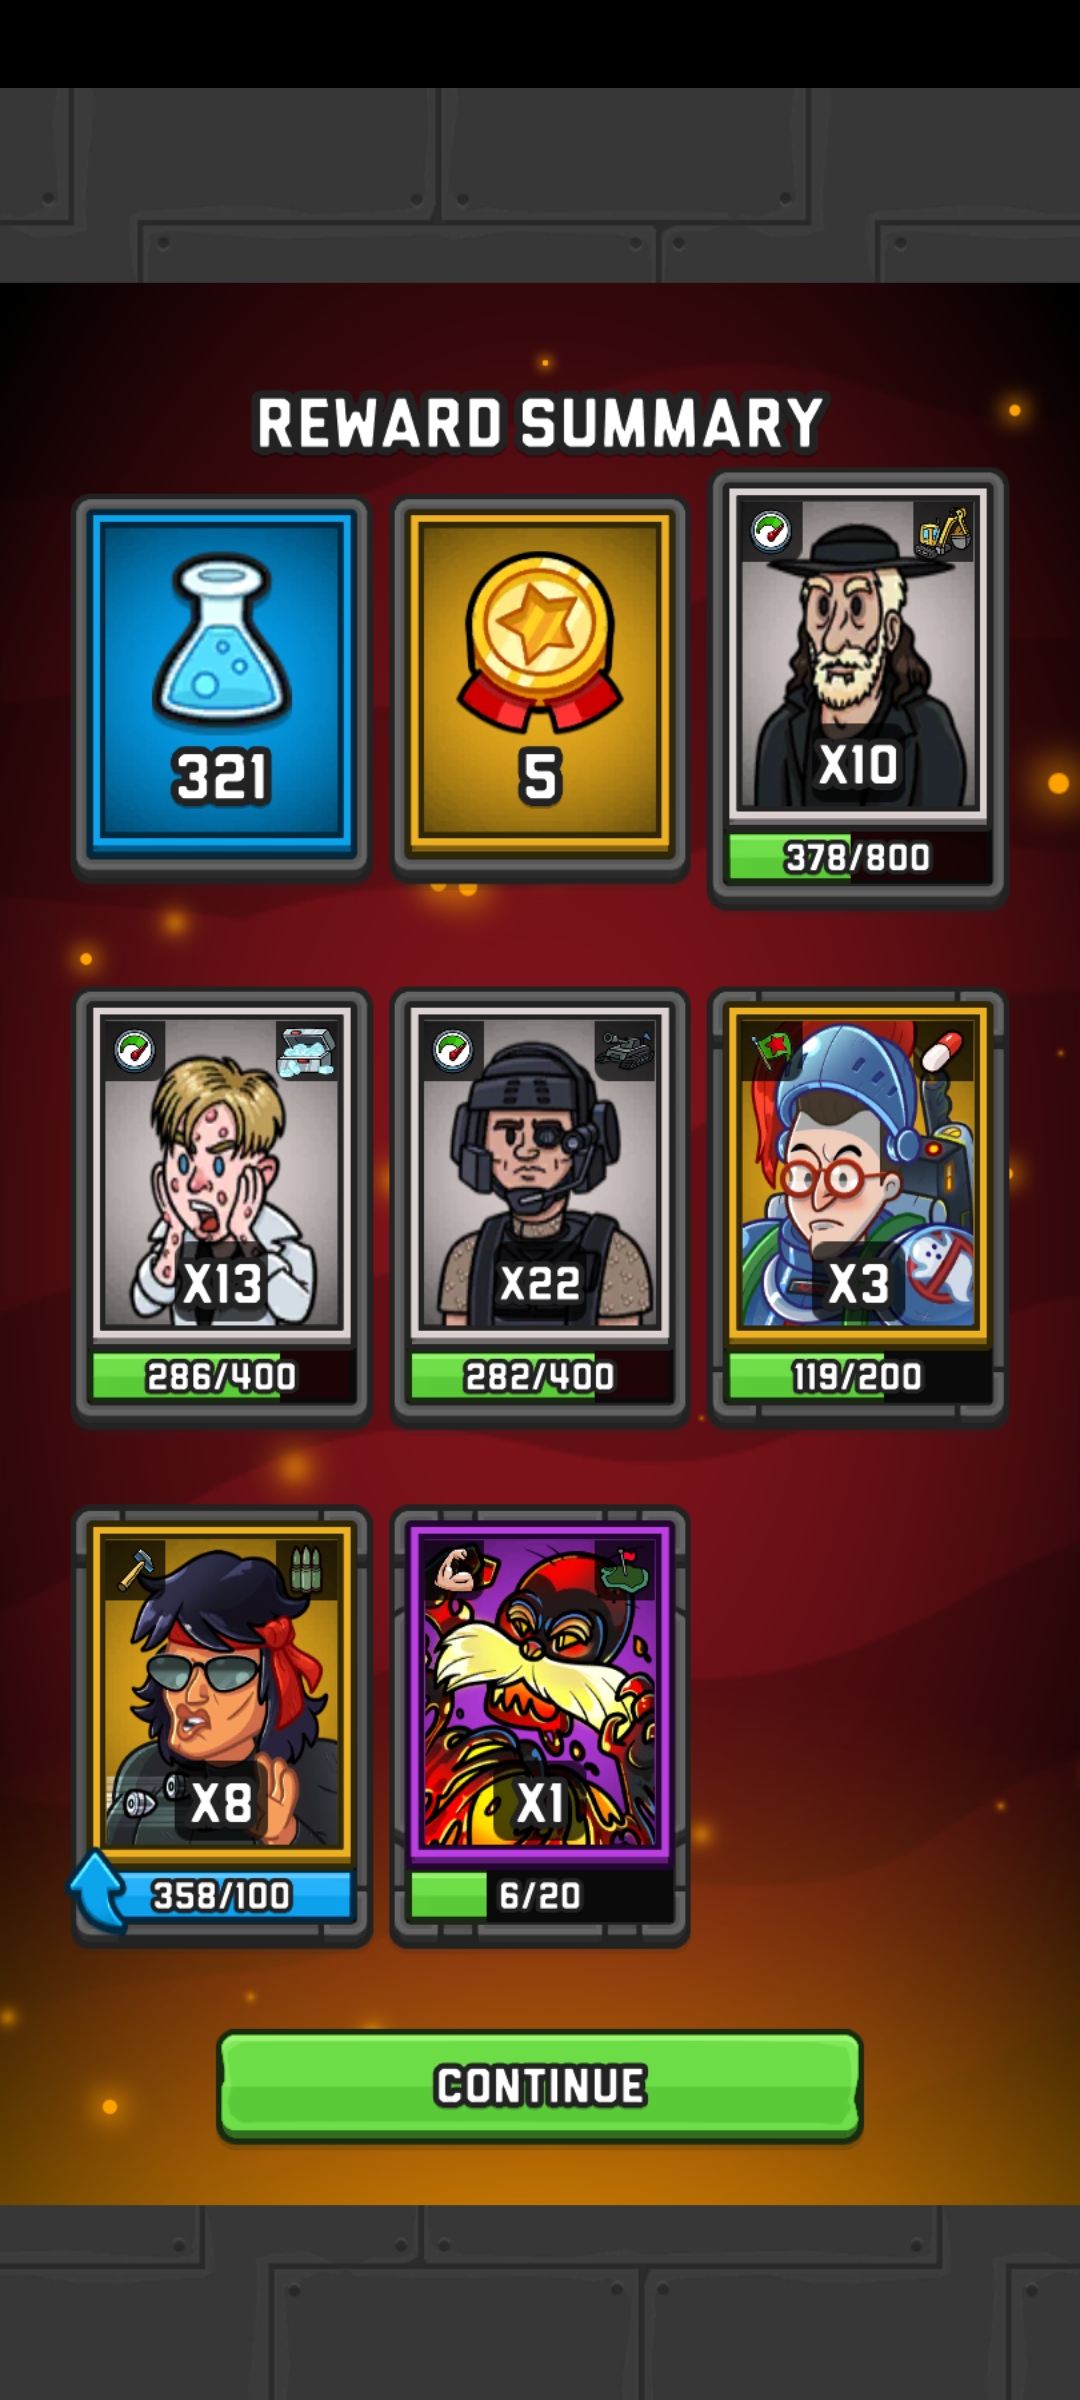 REWARD SUMMARY
321
5
X10
378/800
X13
286/400
X22
282/400
X3
119/200
X8
358/100
X1
6/20
CONTINUE